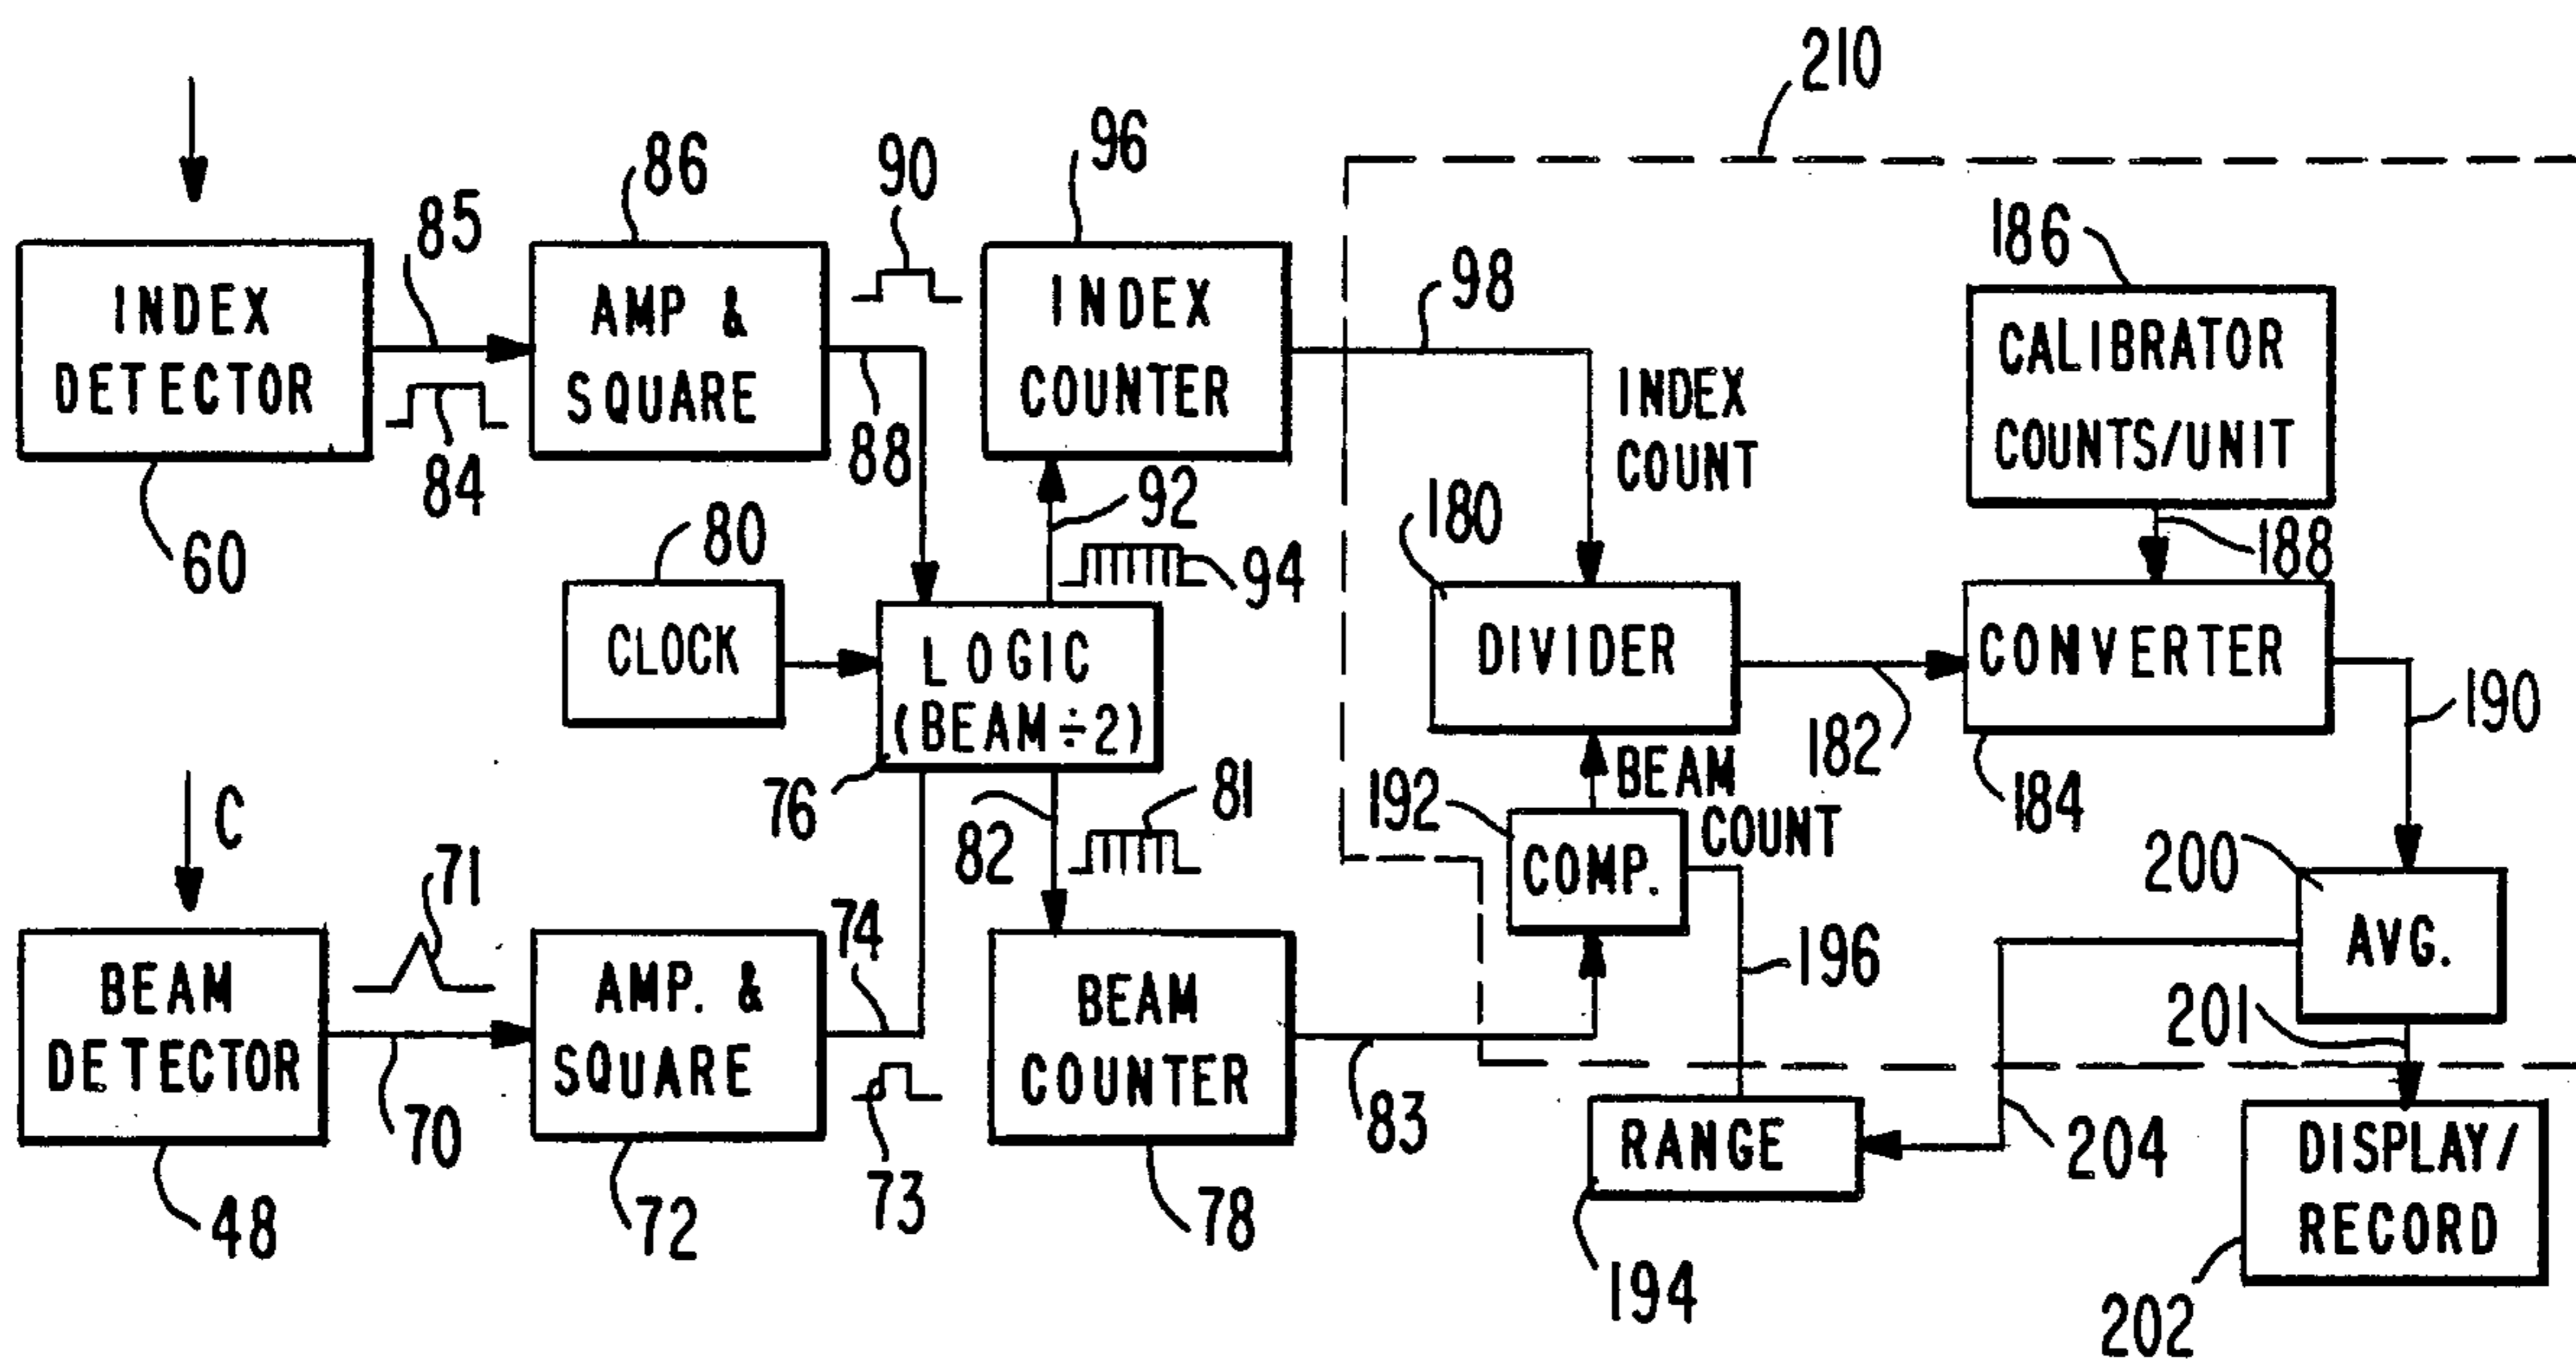 210
96
86
90
85
INDEX
DETECTOR
AMP &
SQUARE
INDEX
COUNTER
98
186
CALIBRATOR
COUNTS/UNIT
INDEX
COUNT
84
88
60
80
92
94
180
188
CLOCK
LOGIC
(BEAM÷2)
DIVIDER
CONVERTER
182
190
184
76
82
81
C
71
BEAM
COUNT
192
COMP.
200
AVG.
BEAM
DETECTOR
AMP. &
SQUARE
74
BEAM
COUNTER
196
201
70
73
83
RANGE
204
DISPLAY/
RECORD
48
72
78
194
202